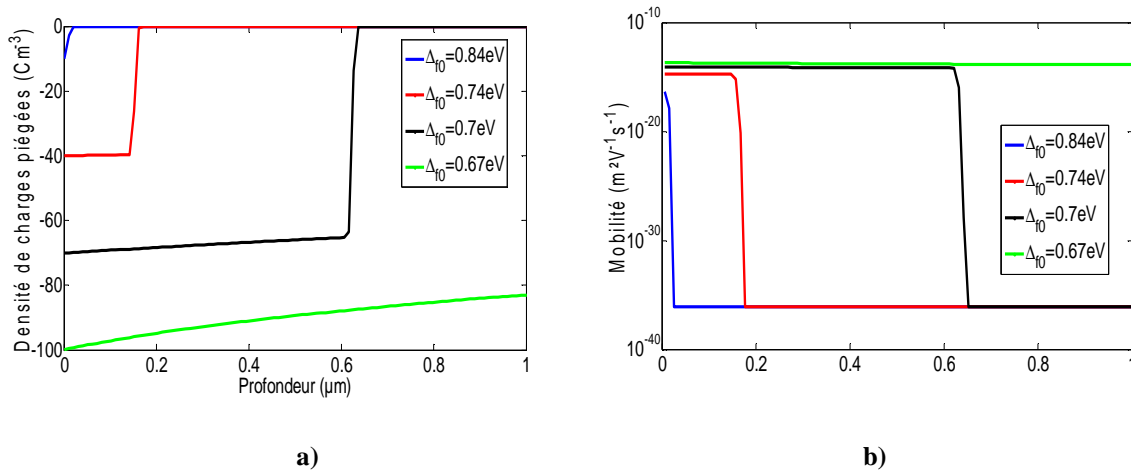 Densité de charges piégées (Cm-3)
0
-20
-40
-60
-80
-100
Δf0=0.84eV
Δf0=0.74eV
Δf0=0.7eV
Δf0=0.67eV
0 0.2 0.4 0.6 0.8 1
Profondeur (µm)
a)
Mobilité (m²V-1s-1)
10-10
10-20
10-30
10-40
Δf0=0.84eV
Δf0=0.74eV
Δf0=0.7eV
Δf0=0.67eV
0 0.2 0.4 0.6 0.8 1
b)